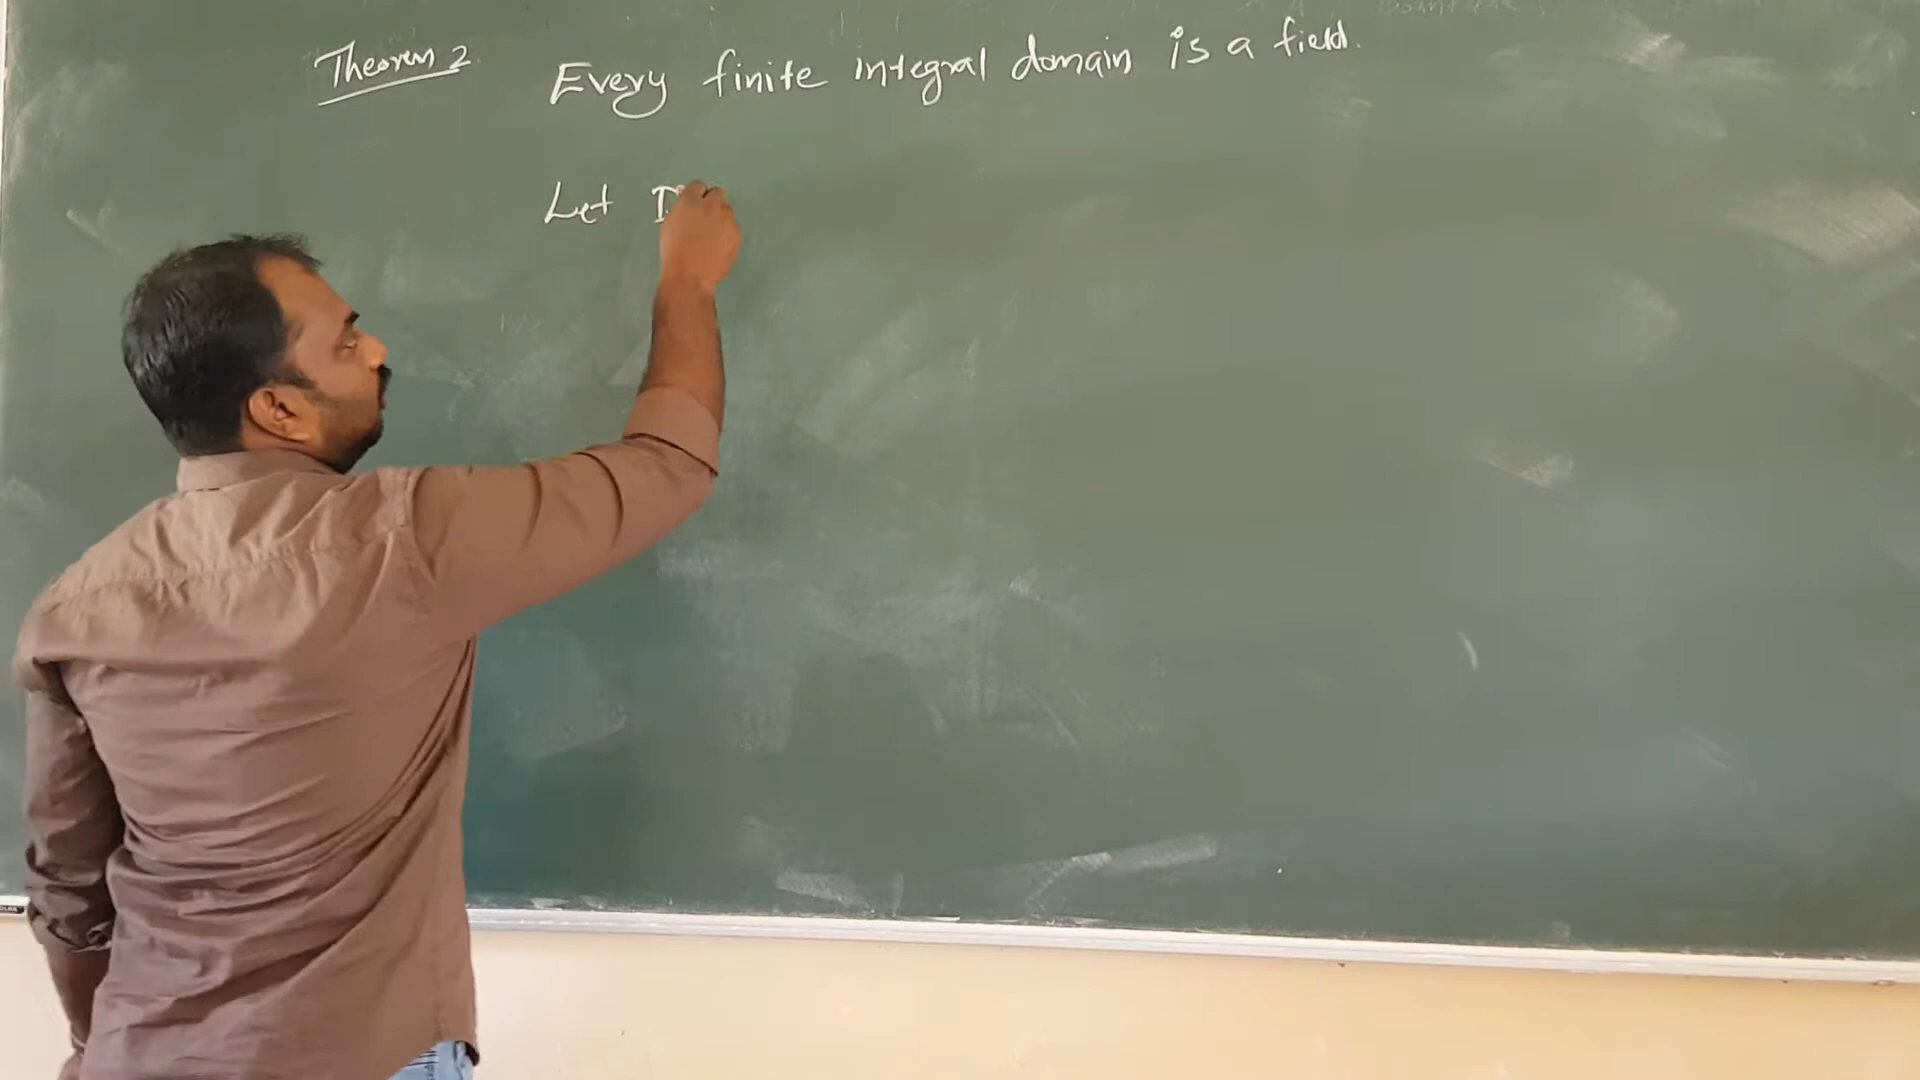 Theorem 2. Every finite integral domain is a field.
Let